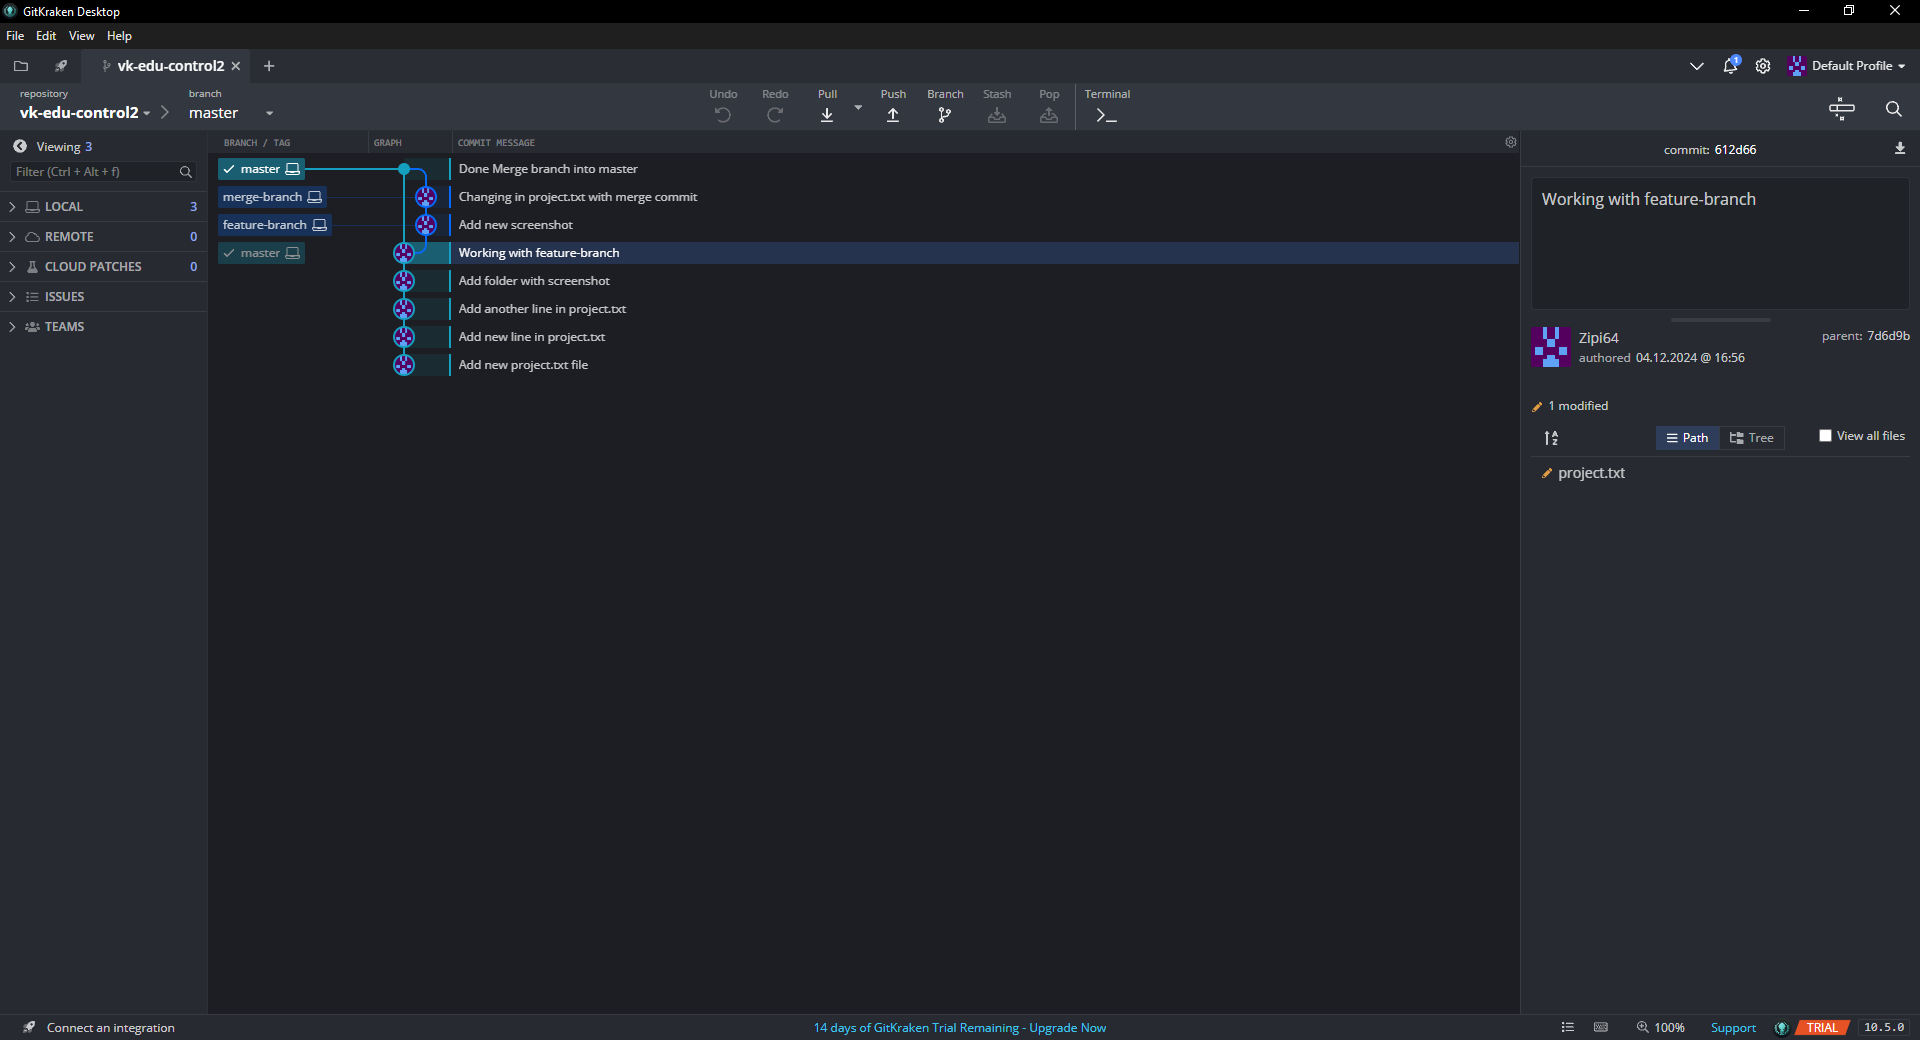 GitKraken Desktop
File Edit View Help
vk-edu-control2
1
Default Profile
repository
vk-edu-control2
branch
master
Undo Redo Pull Push Branch Stash Pop Terminal
Viewing 3
Filter (Ctrl + Alt + f)
LOCAL 3
REMOTE 0
CLOUD PATCHES 0
ISSUES
TEAMS
BRANCH / TAG GRAPH COMMIT MESSAGE
master Done Merge branch into master
merge-branch Changing in project.txt with merge commit
feature-branch Add new screenshot
master Working with feature-branch
Add folder with screenshot
Add another line in project.txt
Add new line in project.txt
Add new project.txt file
commit: 612d66
Working with feature-branch
Zipi64
authored 04.12.2024 @ 16:56
parent: 7d6d9b
1 modified
Path Tree View all files
project.txt
Connect an integration
14 days of GitKraken Trial Remaining - Upgrade Now
100% Support TRIAL 10.5.0